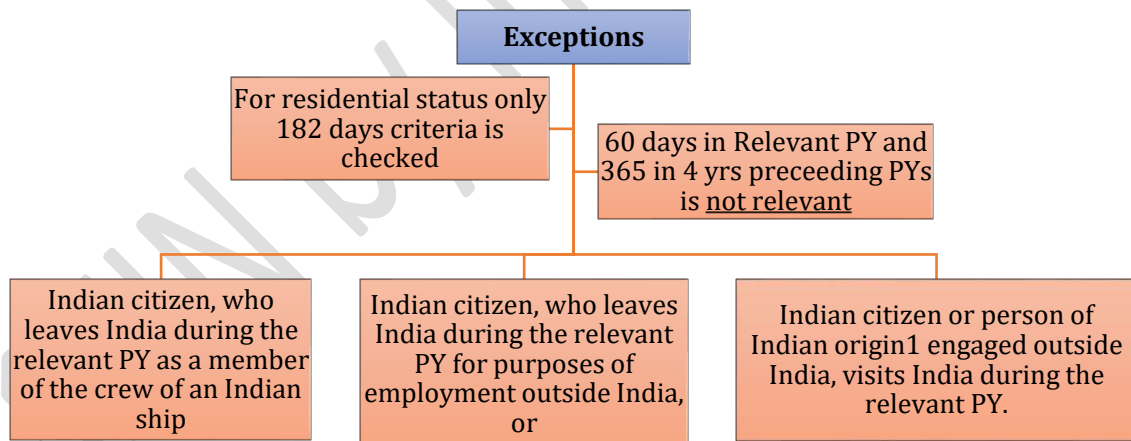 Exceptions
For residential status only
182 days criteria is
checked
60 days in Relevant PY and
365 in 4 yrs preceeding PYs
is not relevant
Indian citizen, who
leaves India during the
relevant PY as a member
of the crew of an Indian
ship
Indian citizen, who leaves
India during the relevant
PY for purposes of
employment outside India,
or
Indian citizen or person of
Indian origin1 engaged outside
India, visits India during the
relevant PY.